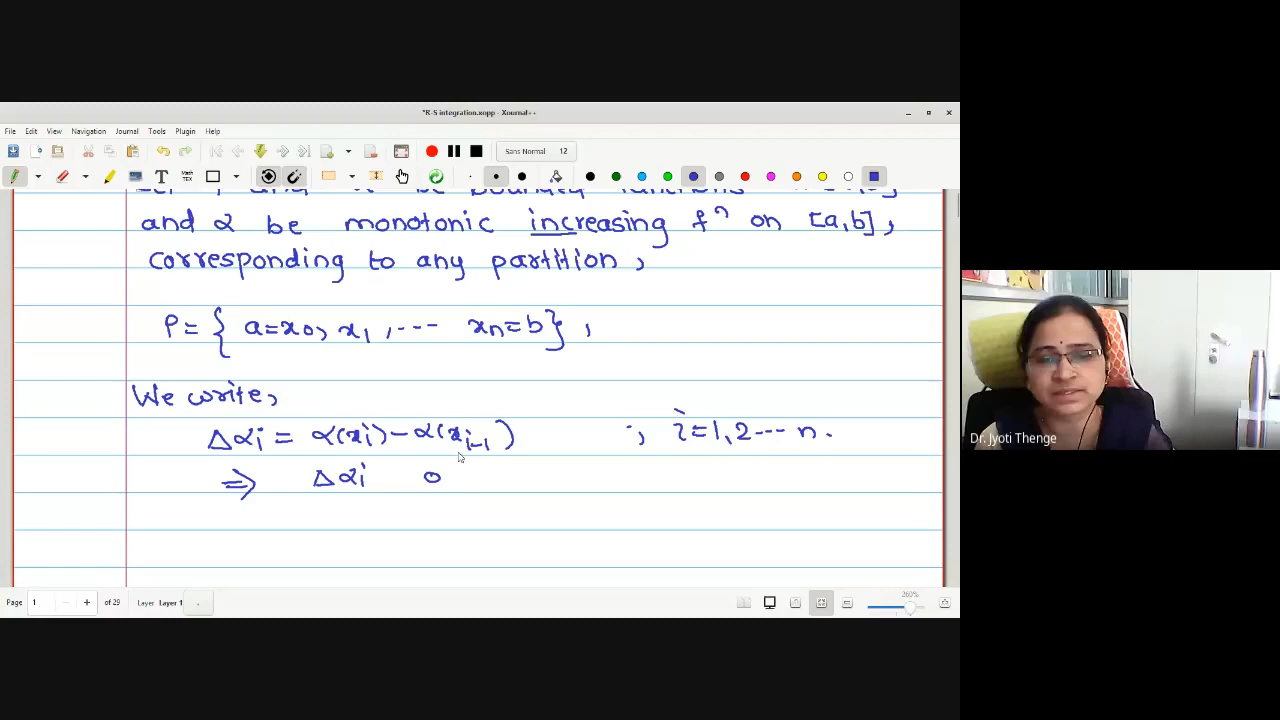 *R-S integration.xopp - Xournal++
File Edit View Navigation Journal Tools Plugin Help
Sans Normal 12
be
and α be monotonic increasing fⁿ on [a,b],
corresponding to any partition,
P = { a=x₀, x₁, ---- xₙ=b},
We write,
Δαᵢ = α(xᵢ) - α(xᵢ₋₁) ; i=1,2 --- n.
⇒ Δαᵢ 0
Dr. Jyoti Thenge
Page 1 of 29 Layer Layer 1 260%